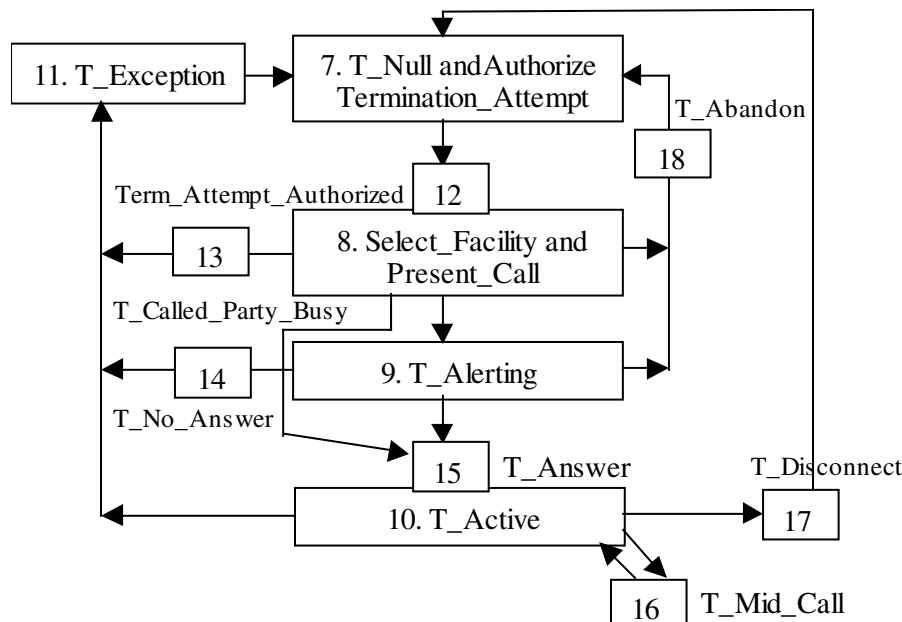 11. T_Exception
7. T_Null andAuthorize
Termination_Attempt
T_Abandon
18
Term_Attempt_Authorized
12
13
8. Select_Facility and
Present_Call
T_Called_Party_Busy
14
9. T_Alerting
T_No_Answer
15
T_Answer
T_Disconnect
10. T_Active
17
16
T_Mid_Call